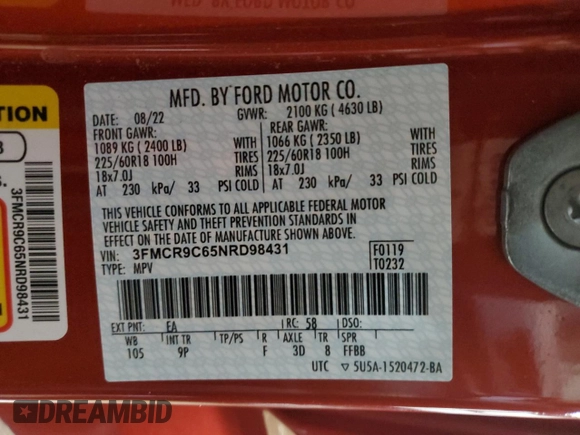 MFD. BY FORD MOTOR CO.
DATE: 08/22 GVWR: 2100 KG ( 4630 LB)
FRONT GAWR: REAR GAWR:
1089 KG ( 2400 LB) WITH 1066 KG ( 2350 LB) WITH
225/60R18 100H TIRES 225/60R18 100H TIRES
18x7.0J RIMS 18x7.0J RIMS
AT 230 kPa/ 33 PSI COLD AT 230 kPa/ 33 PSI COLD
THIS VEHICLE CONFORMS TO ALL APPLICABLE FEDERAL MOTOR
VEHICLE SAFETY AND THEFT PREVENTION STANDARDS IN
EFFECT ON THE DATE OF MANUFACTURE SHOWN ABOVE.
VIN: 3FMCR9C65NRD98431 F0119
TYPE: MPV T0232
EXT PNT: EA RC: 58 DSO:
WB INT TR TP/PS R AXLE TR SPR
105 9P F 3D 8 FFBB
UTC ▽5U5A-1520472-BA
TION
3
S.
3FMCR9C65NRD98431
DREAMBID